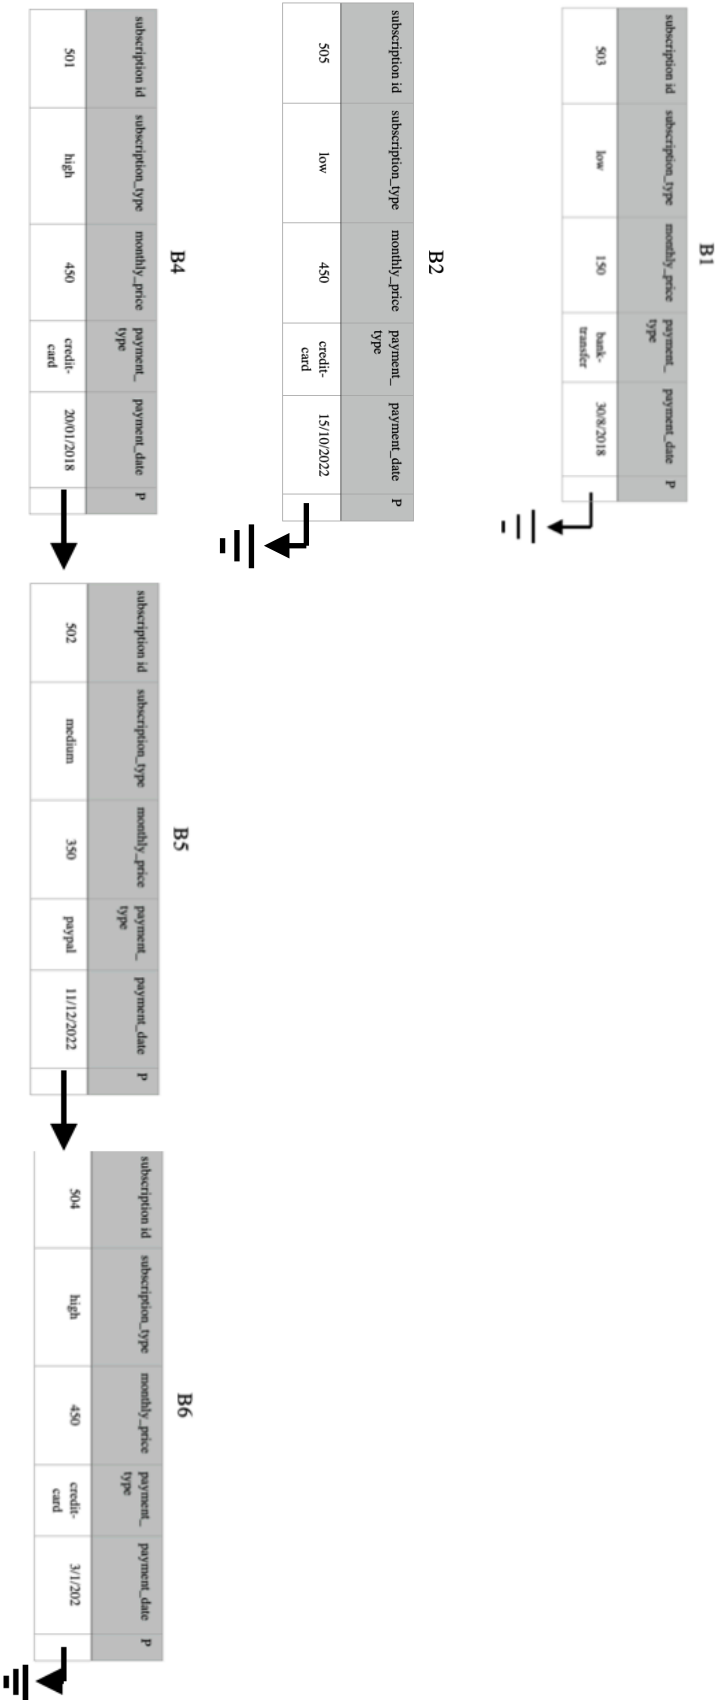 B1
subscription id subscription_type monthly_price payment_ payment_date P
type
503 low 150 bank- 30/8/2018
transfer
B2
subscription id subscription_type monthly_price payment_ payment_date P
type
505 low 450 credit- 15/10/2022
card
B4
subscription id subscription_type monthly_price payment_ payment_date P
type
501 high 450 credit- 20/01/2018
card
B5
subscription id subscription_type monthly_price payment_ payment_date P
type
502 medium 350 paypal 11/12/2022
B6
subscription id subscription_type monthly_price payment_ payment_date P
type
504 high 450 credit- 3/1/202
card